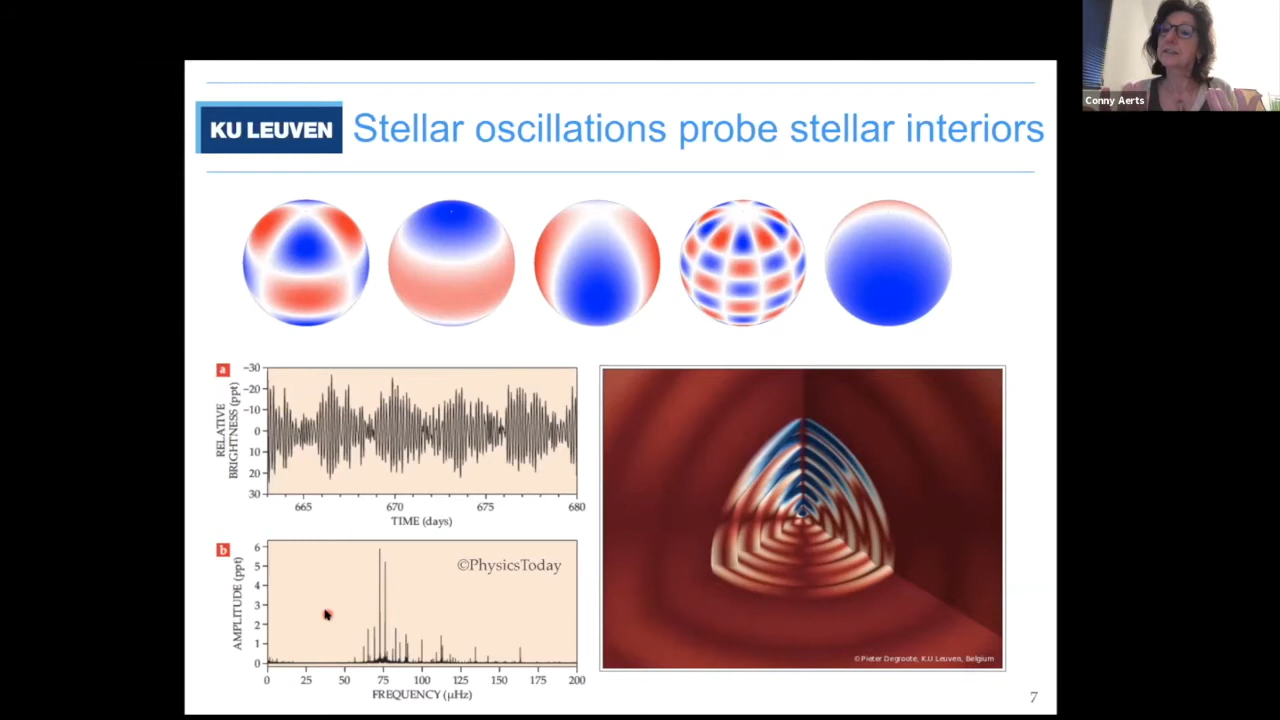 Conny Aerts
KU LEUVEN
Stellar oscillations probe stellar interiors
a
RELATIVE
BRIGHTNESS (ppt)
−30
−20
−10
0
10
20
30
665
670
675
680
TIME (days)
b
AMPLITUDE (ppt)
6
5
4
3
2
1
0
©PhysicsToday
0
25
50
75
100
125
150
175
200
FREQUENCY (μHz)
©Pieter Degroote, K.U Leuven, Belgium
7